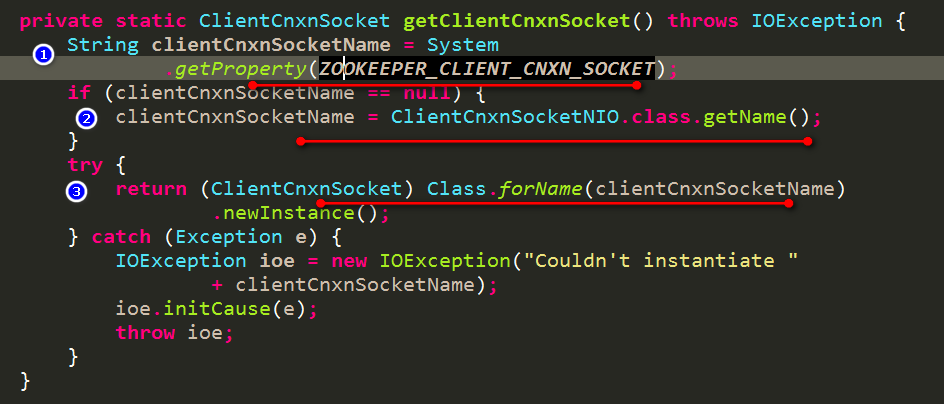 private static ClientCnxnSocket getClientCnxnSocket() throws IOException {
1 String clientCnxnSocketName = System
.getProperty(ZOOKEEPER_CLIENT_CNXN_SOCKET);
if (clientCnxnSocketName == null) {
2 clientCnxnSocketName = ClientCnxnSocketNIO.class.getName();
}
try {
3 return (ClientCnxnSocket) Class.forName(clientCnxnSocketName)
.newInstance();
} catch (Exception e) {
IOException ioe = new IOException("Couldn't instantiate "
+ clientCnxnSocketName);
ioe.initCause(e);
throw ioe;
}
}